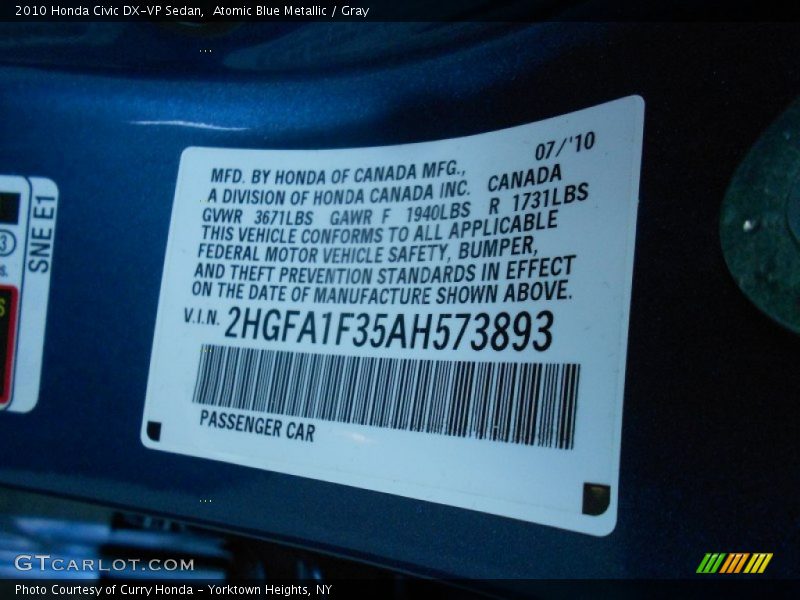 2010 Honda Civic DX-VP Sedan,  Atomic Blue Metallic / Gray
07/'10
MFD. BY HONDA OF CANADA MFG.,
A DIVISION OF HONDA CANADA INC. CANADA
GVWR 3671LBS GAWR F 1940LBS R 1731LBS
THIS VEHICLE CONFORMS TO ALL APPLICABLE
FEDERAL MOTOR VEHICLE SAFETY, BUMPER,
AND THEFT PREVENTION STANDARDS IN EFFECT
ON THE DATE OF MANUFACTURE SHOWN ABOVE.
V.I.N. 2HGFA1F35AH573893
PASSENGER CAR
SNE E1
3
S.
S
GTCARLOT.COM
Photo Courtesy of Curry Honda - Yorktown Heights, NY